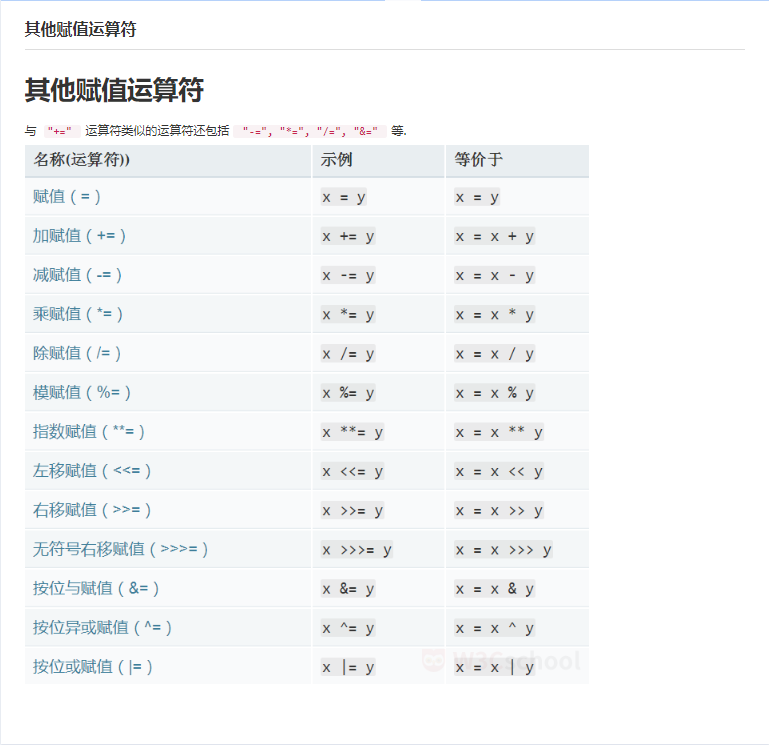 其他赋值运算符
其他赋值运算符
与 "+=" 运算符类似的运算符还包括 "-=", "*=", "/=", "&=" 等.
名称(运算符)) 示例 等价于
赋值 ( = ) x = y x = y
加赋值 ( += ) x += y x = x + y
减赋值 ( -= ) x -= y x = x - y
乘赋值 ( *= ) x *= y x = x * y
除赋值 ( /= ) x /= y x = x / y
模赋值 ( %= ) x %= y x = x % y
指数赋值 ( **= ) x **= y x = x ** y
左移赋值 ( <<= ) x <<= y x = x << y
右移赋值 ( >>= ) x >>= y x = x >> y
无符号右移赋值 ( >>>= ) x >>>= y x = x >>> y
按位与赋值 ( &= ) x &= y x = x & y
按位异或赋值 ( ^= ) x ^= y x = x ^ y
按位或赋值 ( |= ) x |= y x = x | y
W3Cschool